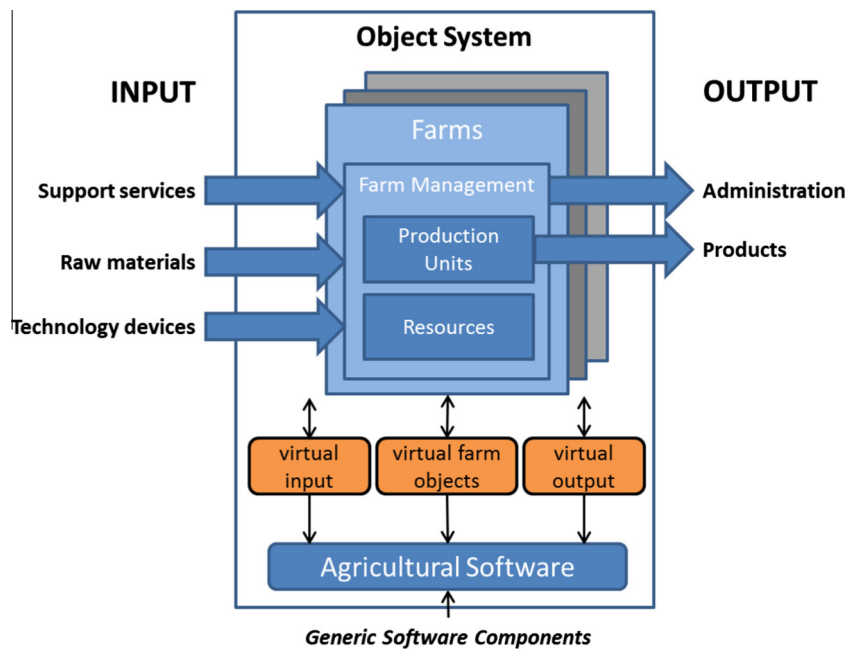 Object System
INPUT
OUTPUT
Farms
Support services
Farm Management
Administration
Production
Units
Products
Raw materials
Technology devices
Resources
virtual
input
virtual farm
objects
virtual
output
Agricultural Software
Generic Software Components